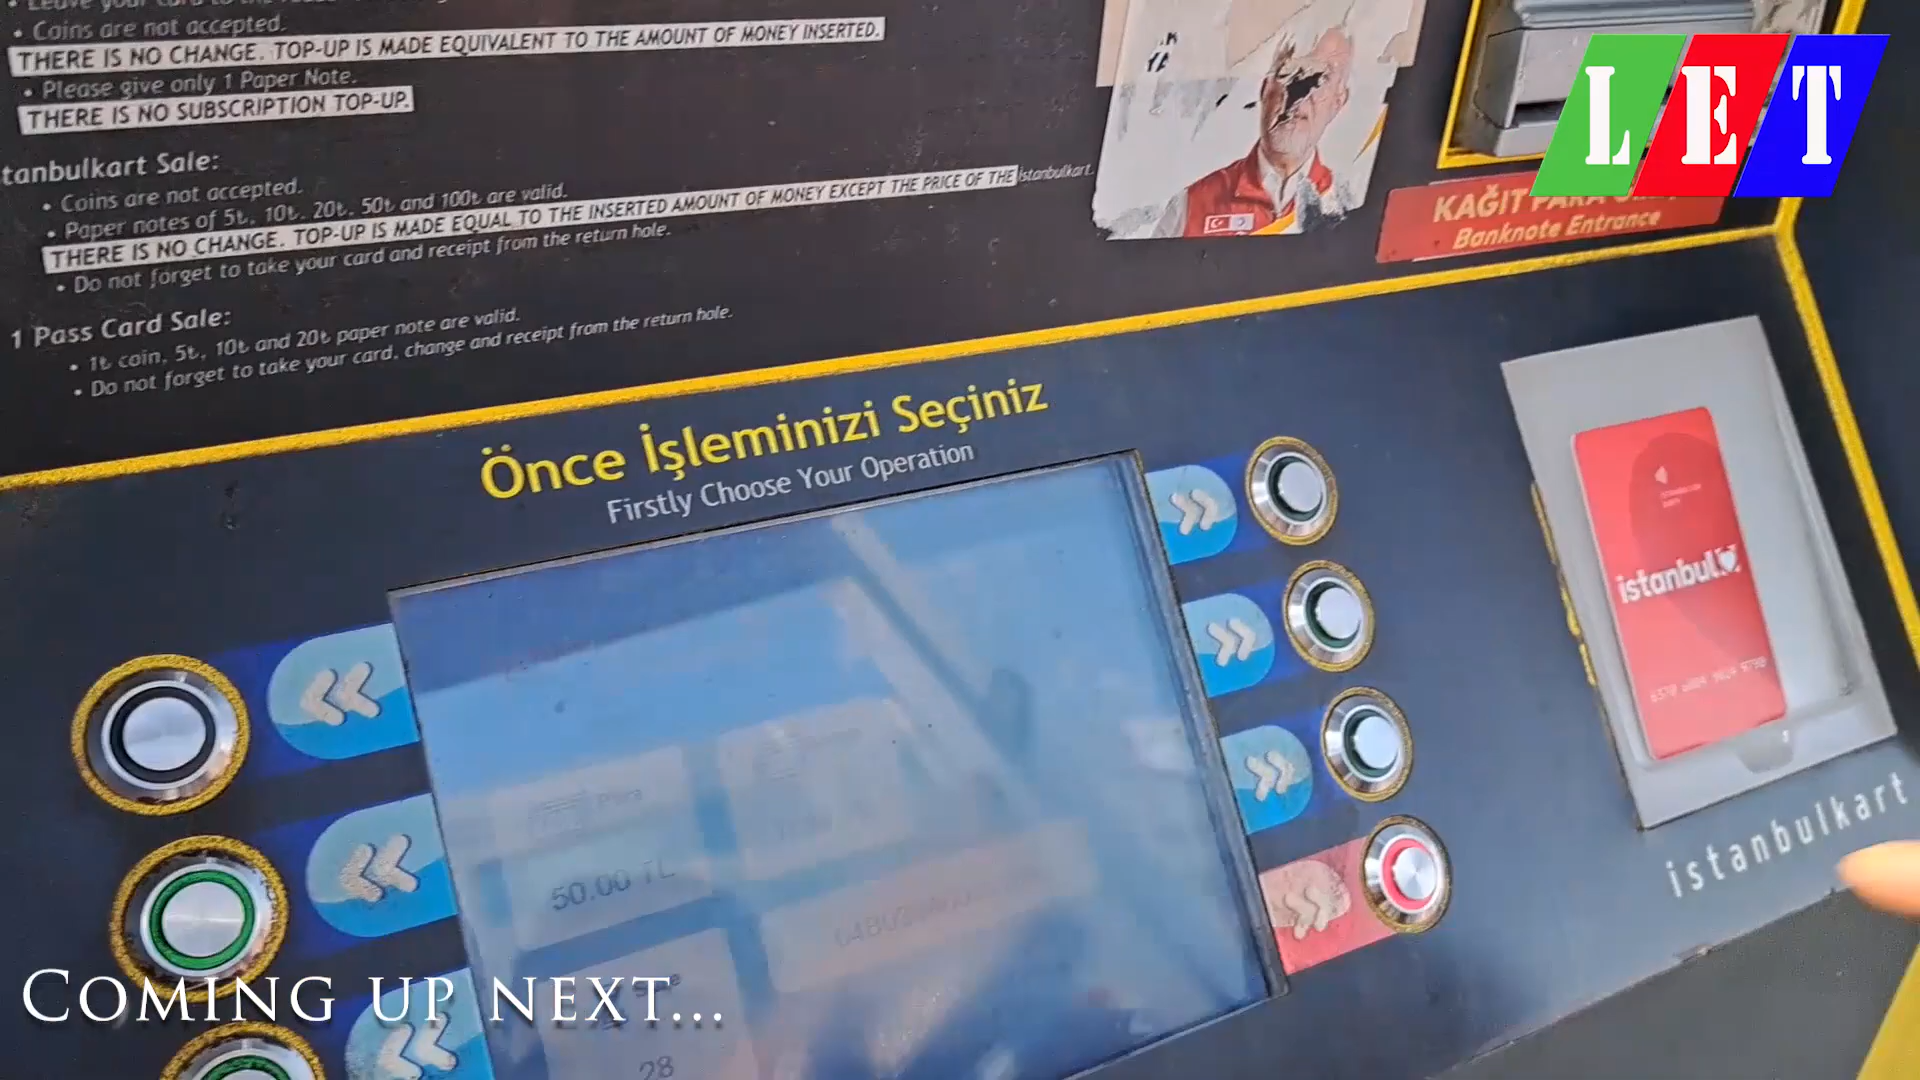 • Coins are not accepted.
THERE IS NO CHANGE. TOP-UP IS MADE EQUIVALENT TO THE AMOUNT OF MONEY INSERTED.
• Please give only 1 Paper Note.
THERE IS NO SUBSCRIPTION TOP-UP.
tanbulkart Sale:
• Coins are not accepted.
• Paper notes of 5₺, 10₺, 20₺, 50₺ and 100₺ are valid.
THERE IS NO CHANGE. TOP-UP IS MADE EQUAL TO THE INSERTED AMOUNT OF MONEY EXCEPT THE PRICE OF THE İstanbulkart.
• Do not forget to take your card and receipt from the return hole.
1 Pass Card Sale:
• 1₺ coin, 5₺, 10₺ and 20₺ paper note are valid.
• Do not forget to take your card, change and receipt from the return hole.
LET
KAĞIT PARA
Banknote Entrance
Önce İşleminizi Seçiniz
Firstly Choose Your Operation
istanbul
istanbulkart
Para
50.00 TL
28
COMING UP NEXT...